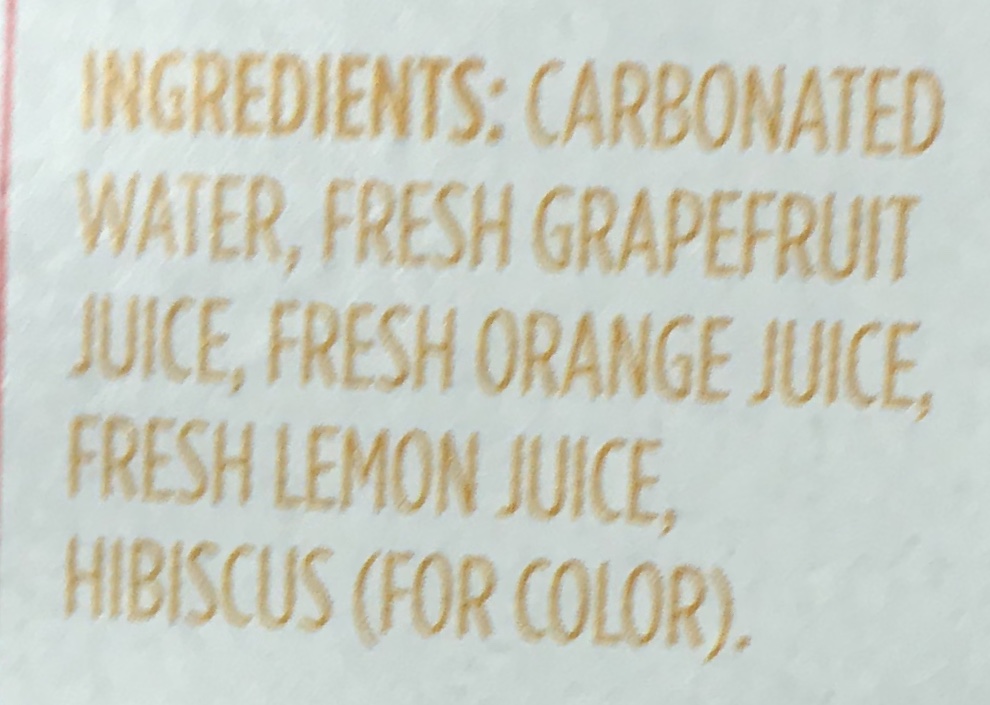 INGREDIENTS: CARBONATED
WATER, FRESH GRAPEFRUIT
JUICE, FRESH ORANGE JUICE,
FRESH LEMON JUICE,
HIBISCUS (FOR COLOR).